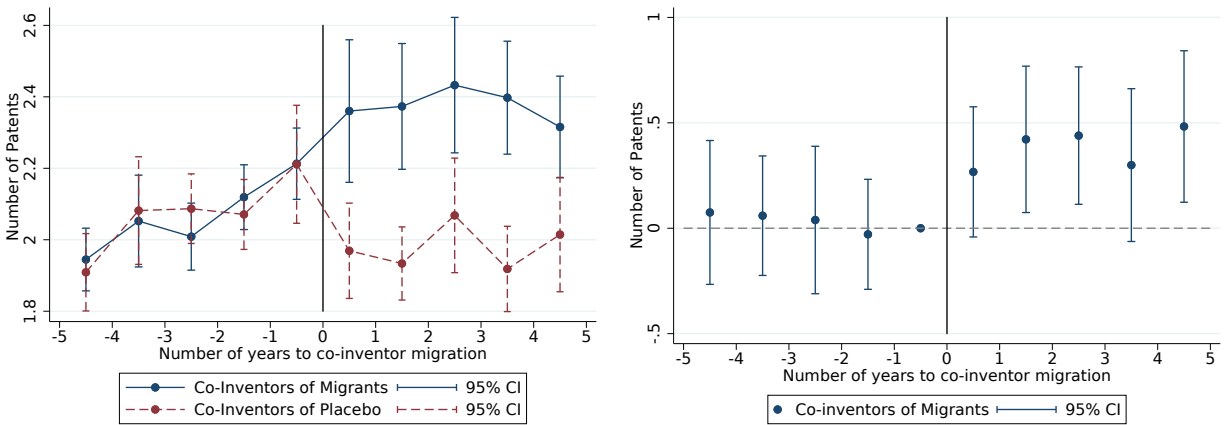 Number of Patents
2.6
2.4
2.2
2
1.8
-5 -4 -3 -2 -1 0 1 2 3 4 5
Number of years to co-inventor migration
Co-Inventors of Migrants 95% CI
Co-Inventors of Placebo 95% CI
Number of Patents
1
.5
0
-.5
-5 -4 -3 -2 -1 0 1 2 3 4 5
Number of years to co-inventor migration
Co-inventors of Migrants 95% CI